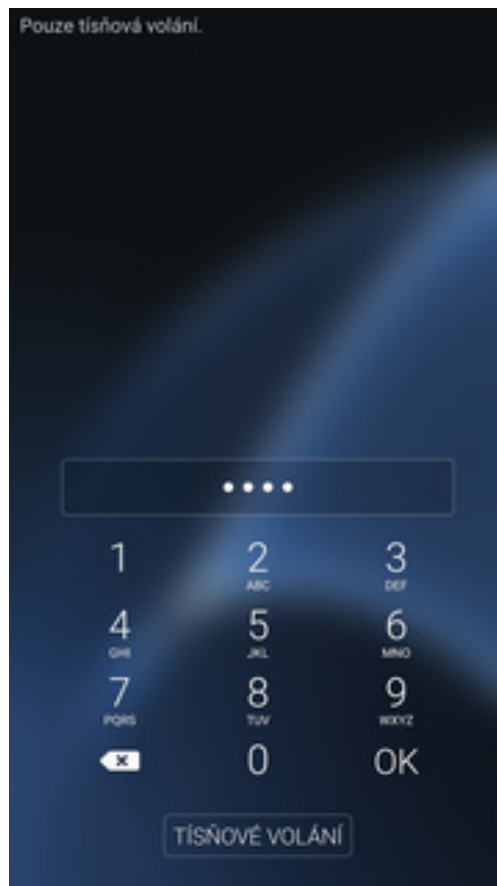 Pouze tísňová volání.
1 2 3
ABC DEF
4 5 6
GHI JKL MNO
7 8 9
PQRS TUV WXYZ
0 OK
TÍSŇOVÉ VOLÁNÍ